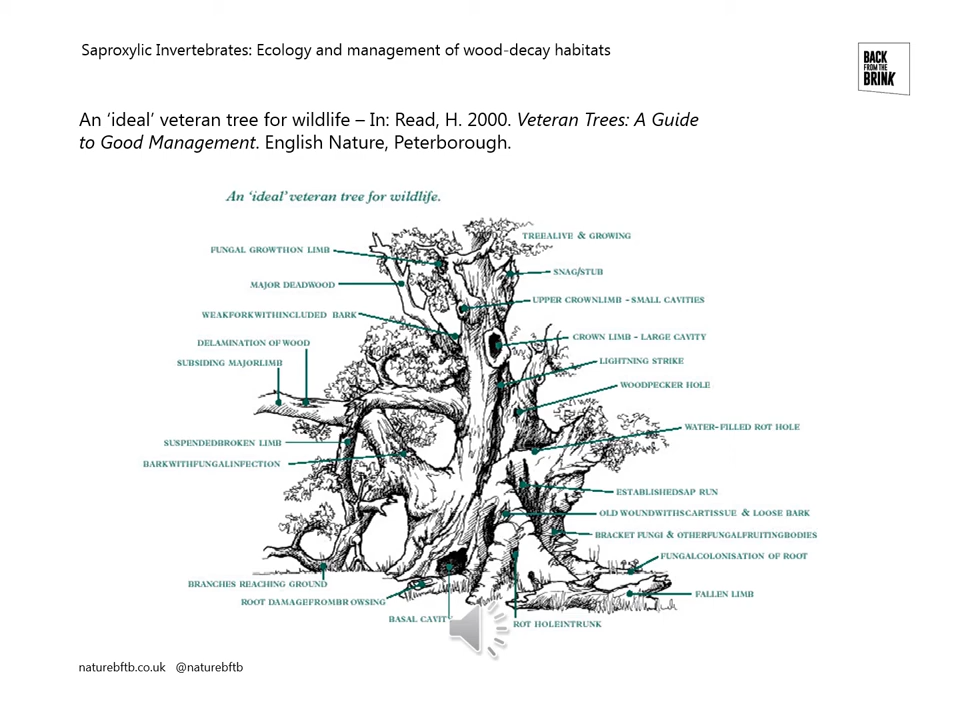 Saproxylic Invertebrates: Ecology and management of wood-decay habitats
BACK
FROM THE
BRINK
An ‘ideal’ veteran tree for wildlife – In: Read, H. 2000. Veteran Trees: A Guide
to Good Management. English Nature, Peterborough.
An ‘ideal’ veteran tree for wildlife.
TREEALIVE & GROWING
FUNGAL GROWTHON LIMB
SNAG/STUB
MAJOR DEADWOOD
UPPER CROWNLIMB - SMALL CAVITIES
WEAKFORKWITHINCLUDED BARK
CROWN LIMB - LARGE CAVITY
DELAMINATION OF WOOD
SUBSIDING MAJORLIMB
LIGHTNING STRIKE
WOODPECKER HOLE
WATER-FILLED ROT HOLE
SUSPENDEDBROKEN LIMB
BARKWITHFUNGALINFECTION
ESTABLISHEDSAP RUN
OLD WOUNDWITHSCARTISSUE & LOOSE BARK
BRACKET FUNGI & OTHERFUNGALFRUITINGBODIES
FUNGALCOLONISATION OF ROOT
BRANCHES REACHING GROUND
FALLEN LIMB
ROOT DAMAGEFROMBROWSING
BASAL CAVITY
ROT HOLEINTRUNK
naturebftb.co.uk @naturebftb